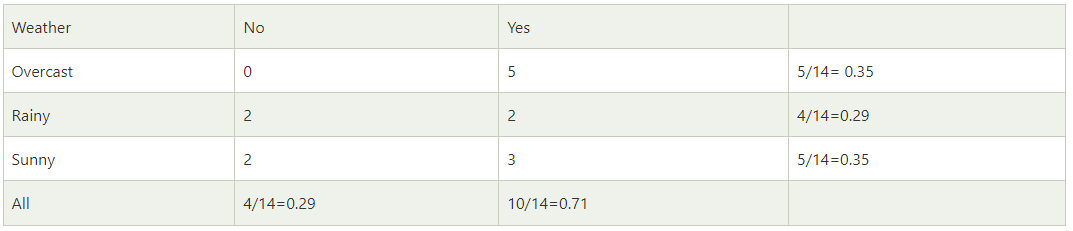 Weather No Yes
Overcast 0 5 5/14= 0.35
Rainy 2 2 4/14=0.29
Sunny 2 3 5/14=0.35
All 4/14=0.29 10/14=0.71